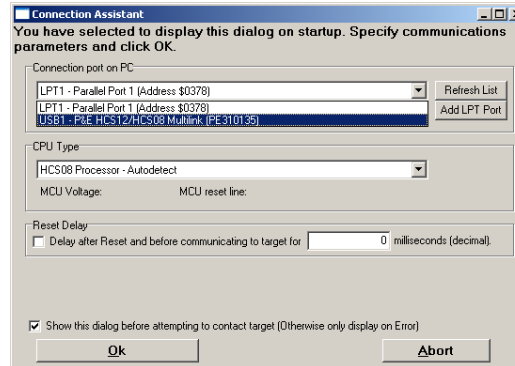 Connection Assistant
You have selected to display this dialog on startup. Specify communications
parameters and click OK.
Connection port on PC
LPT1 - Parallel Port 1 (Address $0378)
Refresh List
LPT1 - Parallel Port 1 (Address $0378)
Add LPT Port
USB1 - P&E HCS12/HCS08 Multilink (PE310135)
CPU Type
HCS08 Processor - Autodetect
MCU Voltage: MCU reset line:
Reset Delay
Delay after Reset and before communicating to target for 0 milliseconds (decimal).
Show this dialog before attempting to contact target (Otherwise only display on Error)
Ok Abort